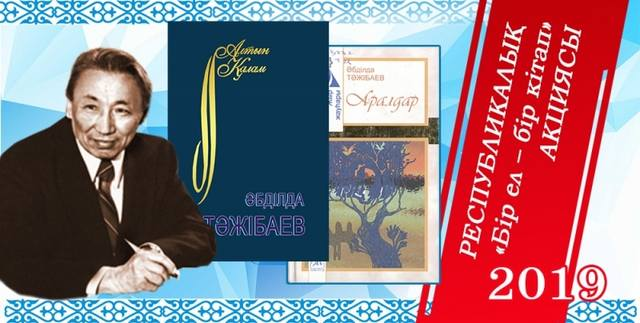 Алтын
Қалам
ӘБДІЛДА
ТӘЖІБАЕВ
Әбділда
ТӘЖІБАЕВ
Аралдар
РЕСПУБЛИКАЛЫҚ
«Бір ел – бір кітап»
АКЦИЯСЫ
2019